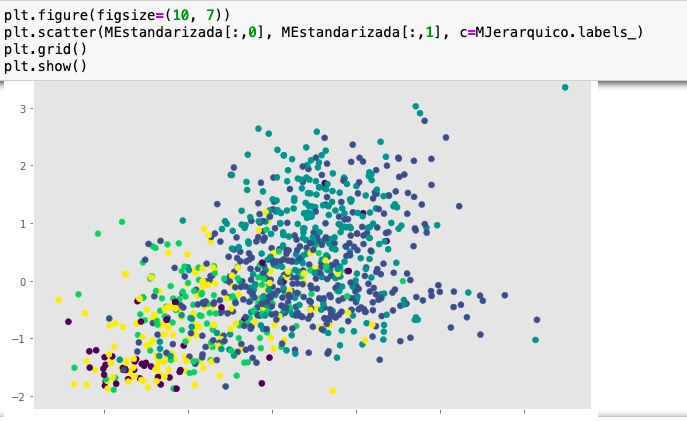 plt.figure(figsize=(10, 7))
plt.scatter(MEstandarizada[:,0], MEstandarizada[:,1], c=MJerarquico.labels_)
plt.grid()
plt.show()
3
2
1
0
−1
−2